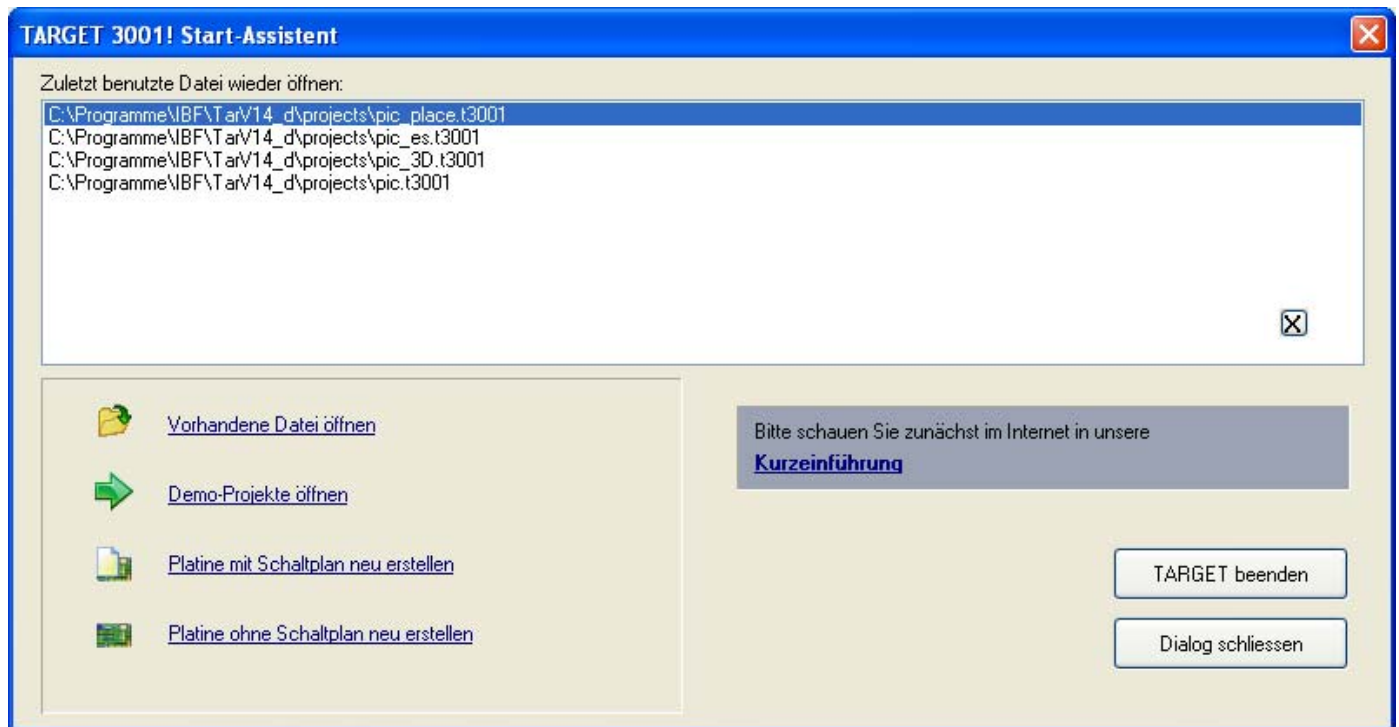 TARGET 3001! Start-Assistent
Zuletzt benutzte Datei wieder öffnen:
C:\Programme\IBF\TarV14_d\projects\pic_place.t3001
C:\Programme\IBF\TarV14_d\projects\pic_es.t3001
C:\Programme\IBF\TarV14_d\projects\pic_3D.t3001
C:\Programme\IBF\TarV14_d\projects\pic.t3001
Vorhandene Datei öffnen
Demo-Projekte öffnen
Platine mit Schaltplan neu erstellen
Platine ohne Schaltplan neu erstellen
Bitte schauen Sie zunächst im Internet in unsere
Kurzeinführung
TARGET beenden
Dialog schliessen